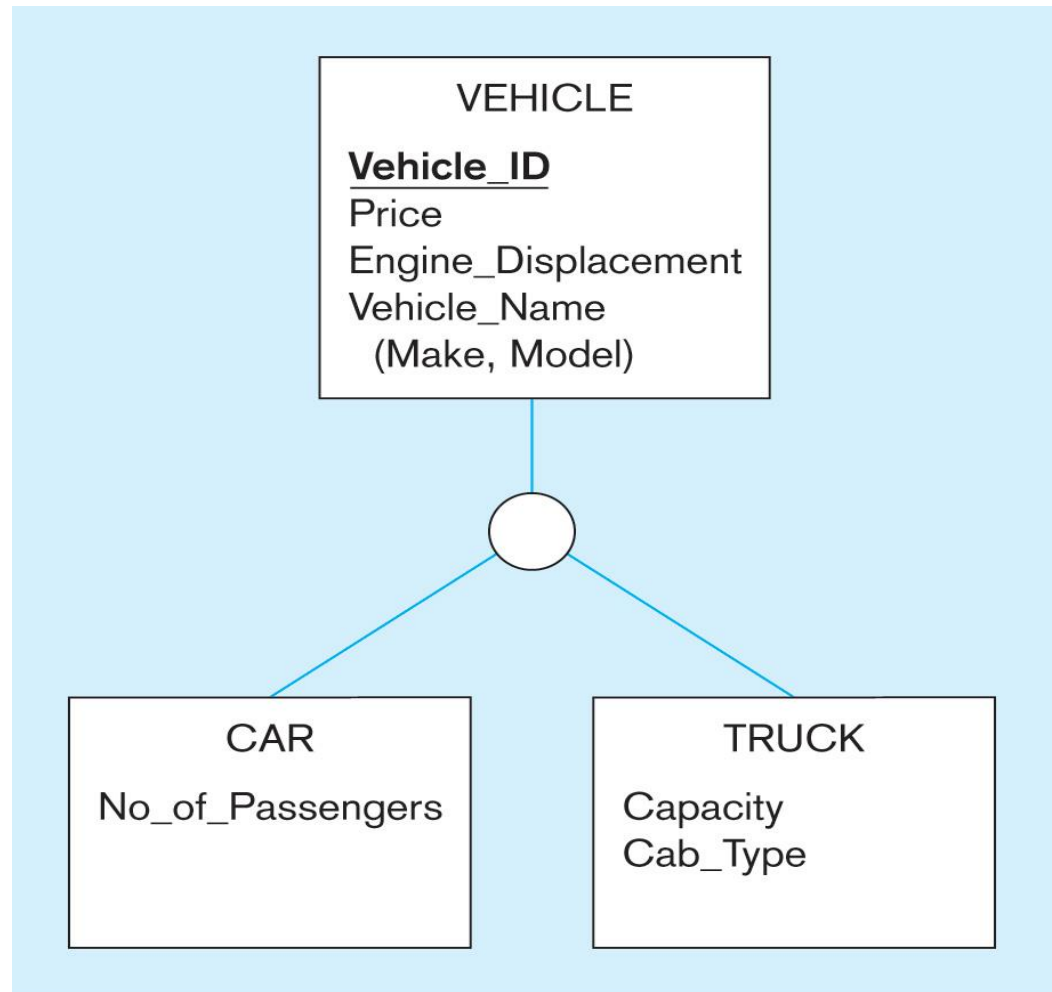 VEHICLE
Vehicle_ID
Price
Engine_Displacement
Vehicle_Name
(Make, Model)
CAR
No_of_Passengers
TRUCK
Capacity
Cab_Type